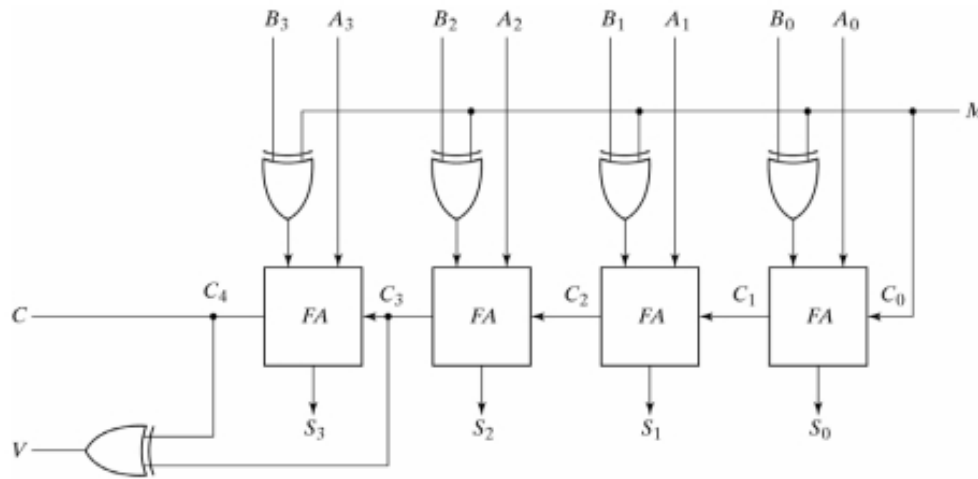 B3 A3 B2 A2 B1 A1 B0 A0
M
C4 C3 C2 C1 C0
C FA FA FA FA
S3 S2 S1 S0
V